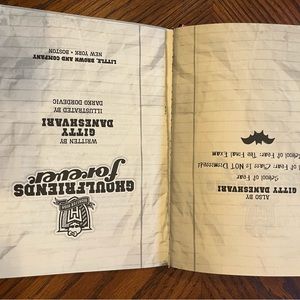 ALSO BY
GITTY DANESHVARI
School of Fear
School of Fear: Class Is NOT Dismissed!
School of Fear: The Final Exam
GHOULFRIENDS
forever
WRITTEN BY
GITTY
DANESHVARI
ILLUSTRATED BY
DARKO DORDEVIC
LITTLE, BROWN AND COMPANY
NEW YORK • BOSTON